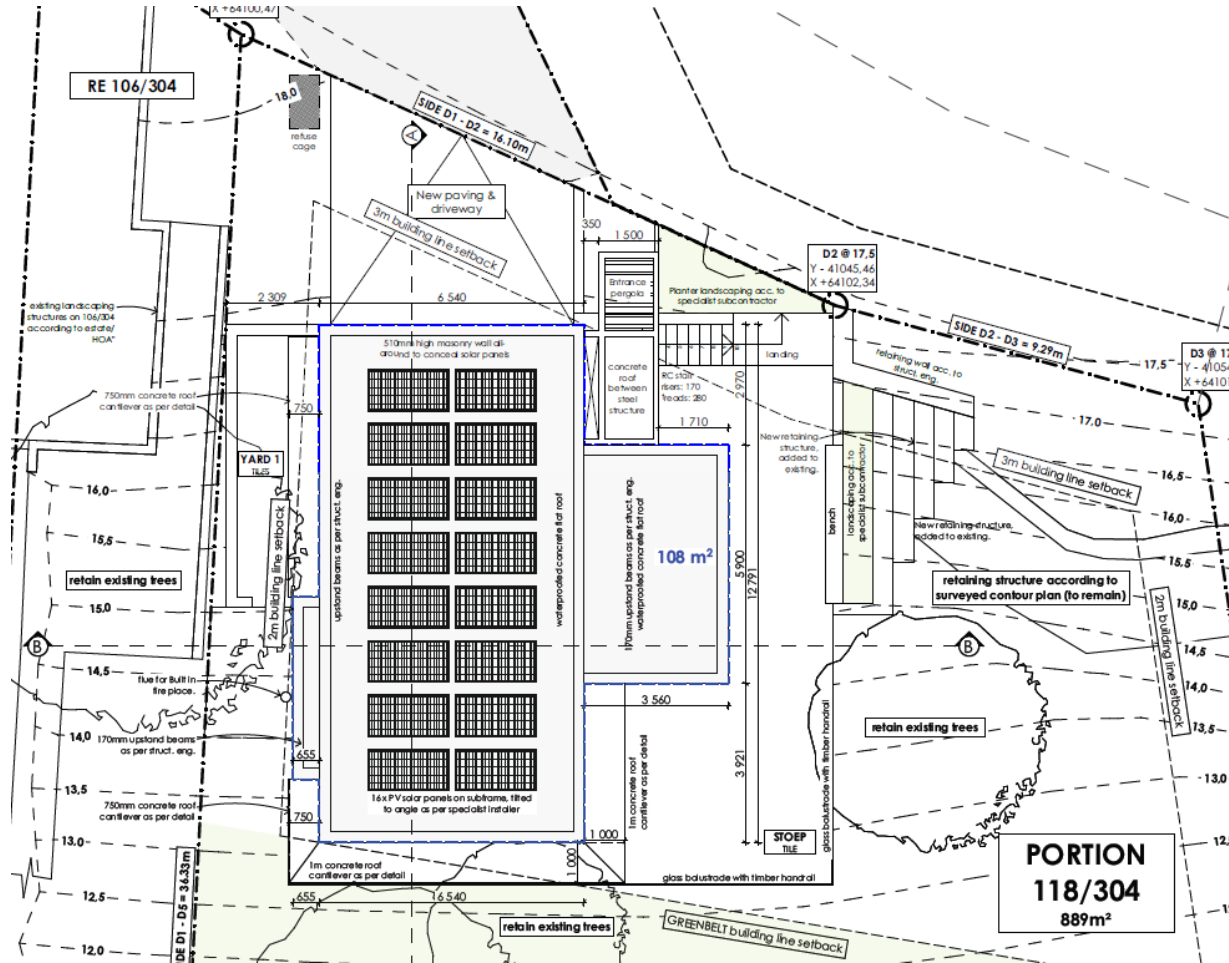 X +64100,47
RE 106/304
18,0
refuse
cage
SIDE D1 - D2 = 16.10m
A
New paving &
driveway
3m building line setback
350
1 500
D2 @ 17,5
Y - 41045,46
X +64102,34
existing landscaping
structures on 106/304
according to estate/
HOA"
2 309
6 540
Entrance
pergola
Planter landscaping acc. to
specialist subcontractor
SIDE D2 - D3 = 9.29m
510mm high masonry wall all-
around to conceal solar panels
landing
retaining wall acc. to
struct. eng.
17,5
D3 @ 17
Y - 41054
X +6410
750mm concrete roof
cantilever as per detail
750
concrete
roof
between
steel
structure
RC stair
risers: 170
Treads: 280
2 970
1 710
17,0
YARD 1
TILES
New retaining
structure,
added to
existing.
3m building line setback
16,5
16,0
16,0
15,5
15,5
2m building line setback
upstand beams as per struct. eng.
waterproofed concrete flat roof
170mm upstand beams as per struct. eng.
waterproofed concrete flat roof
108 m²
5 900
12 791
bench
landscaping acc. to
specialist subcontractor
New retaining structure,
added to existing.
retain existing trees
retaining structure according to
surveyed contour plan (to remain)
15,0
15,0
2m building line setback
B
B
14,5
14,5
flue for Built in
fire place.
14,0
14,0
3 560
retain existing trees
13,5
170mm upstand beams
as per struct. eng.
655
3 921
1m concrete roof
cantilever as per detail
glass balustrade with timber handrail
13,5
13,0
750mm concrete roof
cantilever as per detail
750
16x PV solar panels on subframe, tilted
to angle as per specialist installer
1 000
STOEP
TILE
13,0
1m concrete roof
cantilever as per detail
1 000
glass balustrade with timber handrail
PORTION
118/304
889m²
12,5
655
16 540
retain existing trees
GREENBELT building line setback
12,0
IDE D1 - D5 = 36.33m